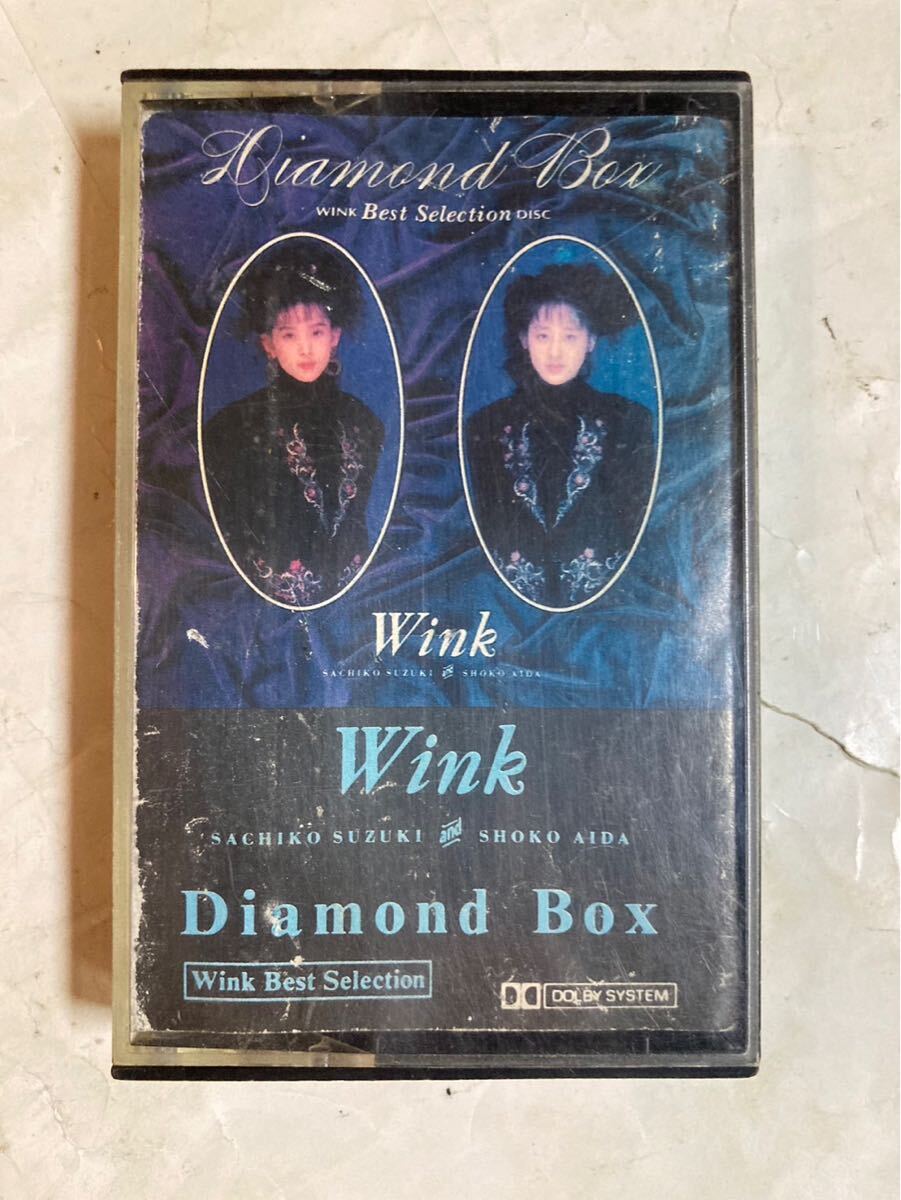 Diamond Box
WINK Best Selection DISC
Wink
SACHIKO SUZUKI and SHOKO AIDA
Wink
SACHIKO SUZUKI and SHOKO AIDA
Diamond Box
Wink Best Selection
DOLBY SYSTEM